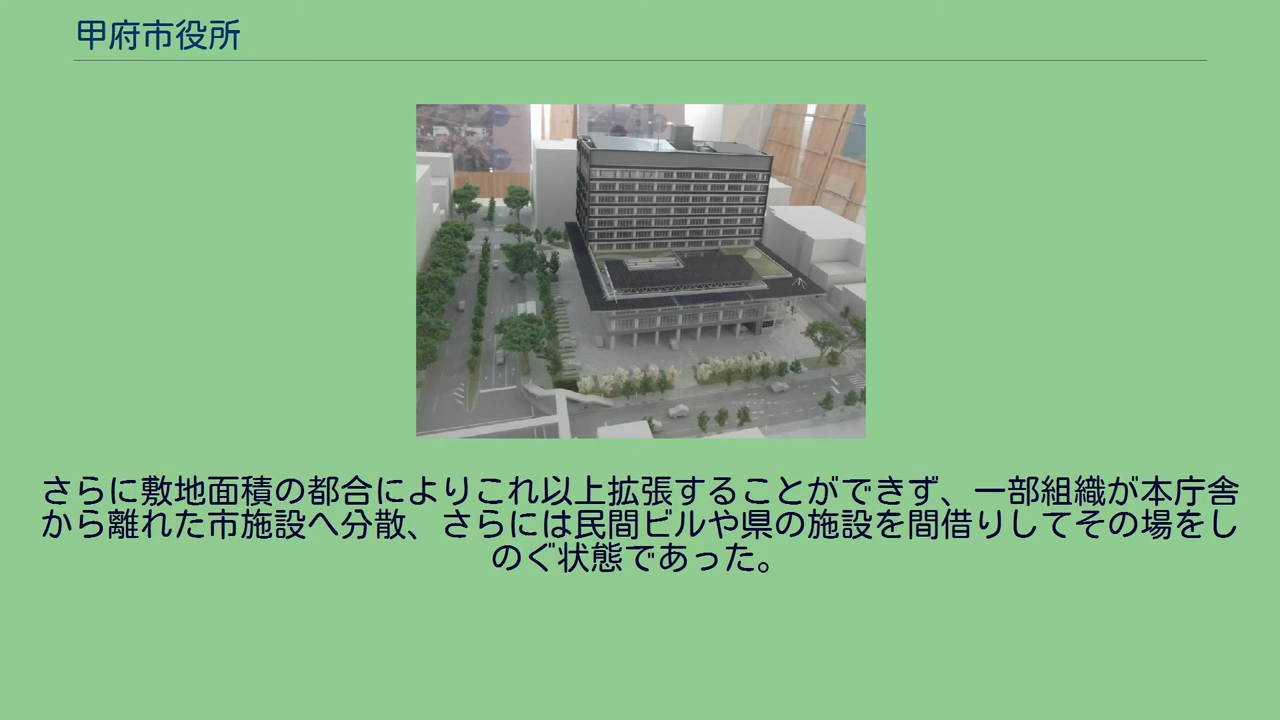 甲府市役所
さらに敷地面積の都合によりこれ以上拡張することができず、一部組織が本庁舎
から離れた市施設へ分散、さらには民間ビルや県の施設を間借りしてその場をし
のぐ状態であった。